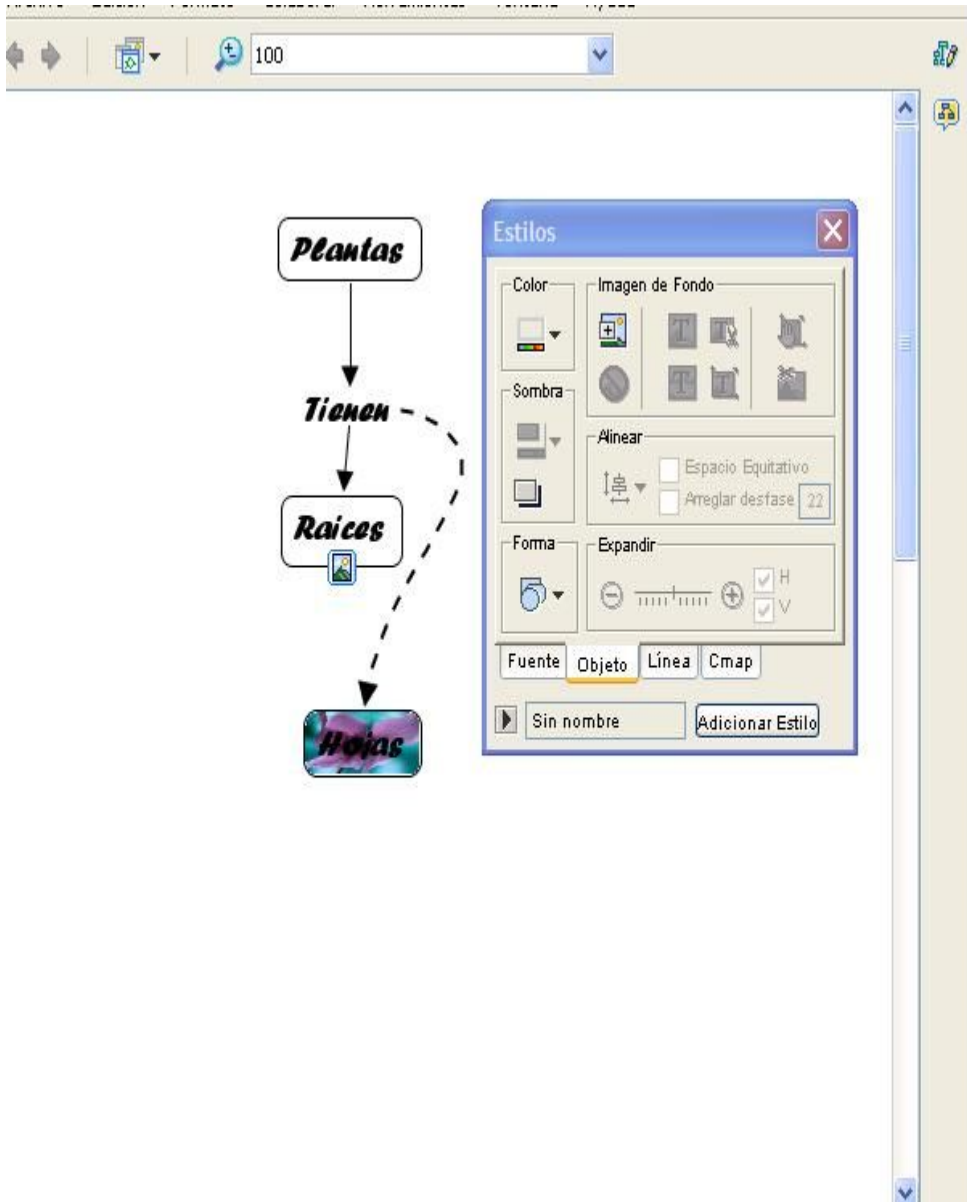 100
Plantas
Tienen
Raices
Hojas
Estilos
Color
Imagen de Fondo
Sombra
Alinear
Espacio Equitativo
Arreglar desfase 22
Forma
Expandir
H
V
Fuente Objeto Línea Cmap
Sin nombre Adicionar Estilo